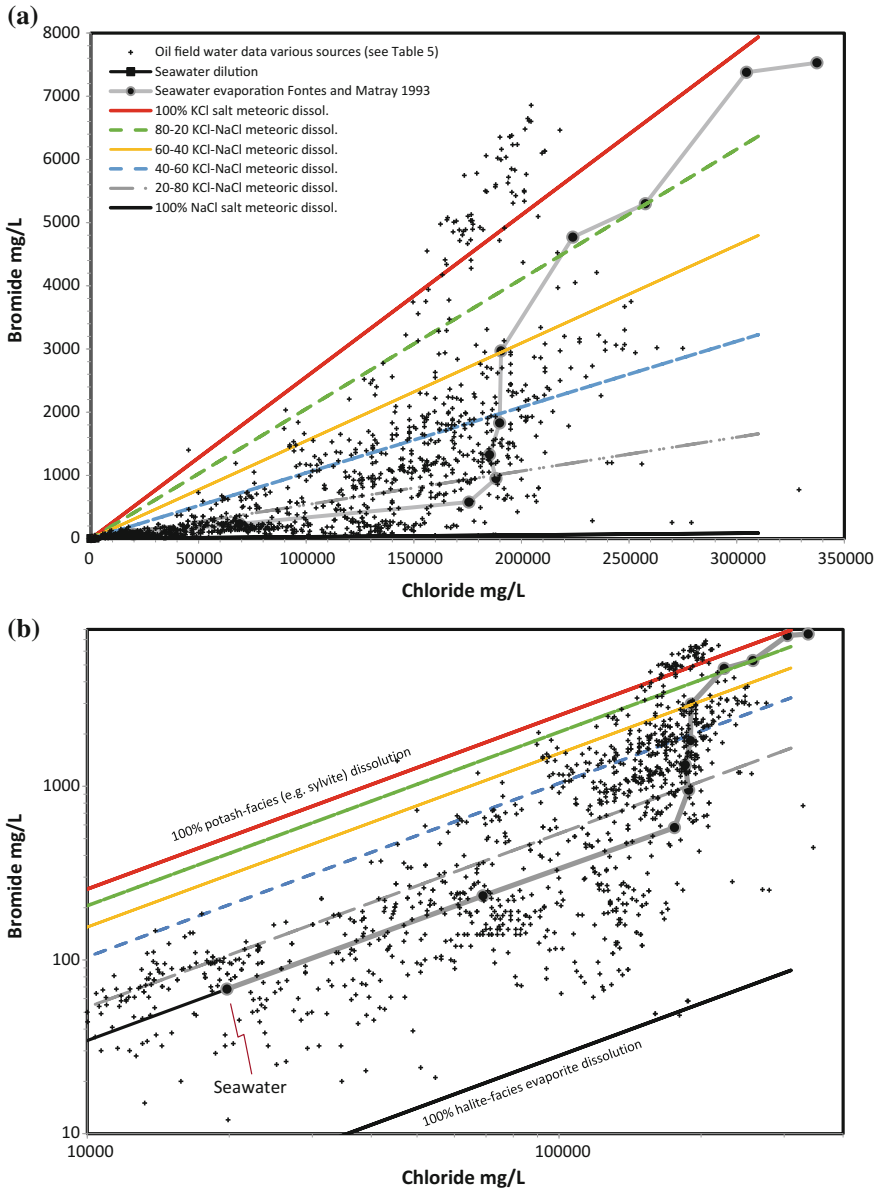 (a)
8000
7000
6000
5000
4000
3000
2000
1000
0
Bromide mg/L
Oil field water data various sources (see Table 5)
Seawater dilution
Seawater evaporation Fontes and Matray 1993
100% KCl salt meteoric dissol.
80-20 KCl-NaCl meteoric dissol.
60-40 KCl-NaCl meteoric dissol.
40-60 KCl-NaCl meteoric dissol.
20-80 KCl-NaCl meteoric dissol.
100% NaCl salt meteoric dissol.
0 50000 100000 150000 200000 250000 300000 350000
Chloride mg/L
(b)
1000
100
10
Bromide mg/L
100% potash-facies (e.g. sylvite) dissolution
Seawater
100% halite-facies evaporite dissolution
10000 100000
Chloride mg/L